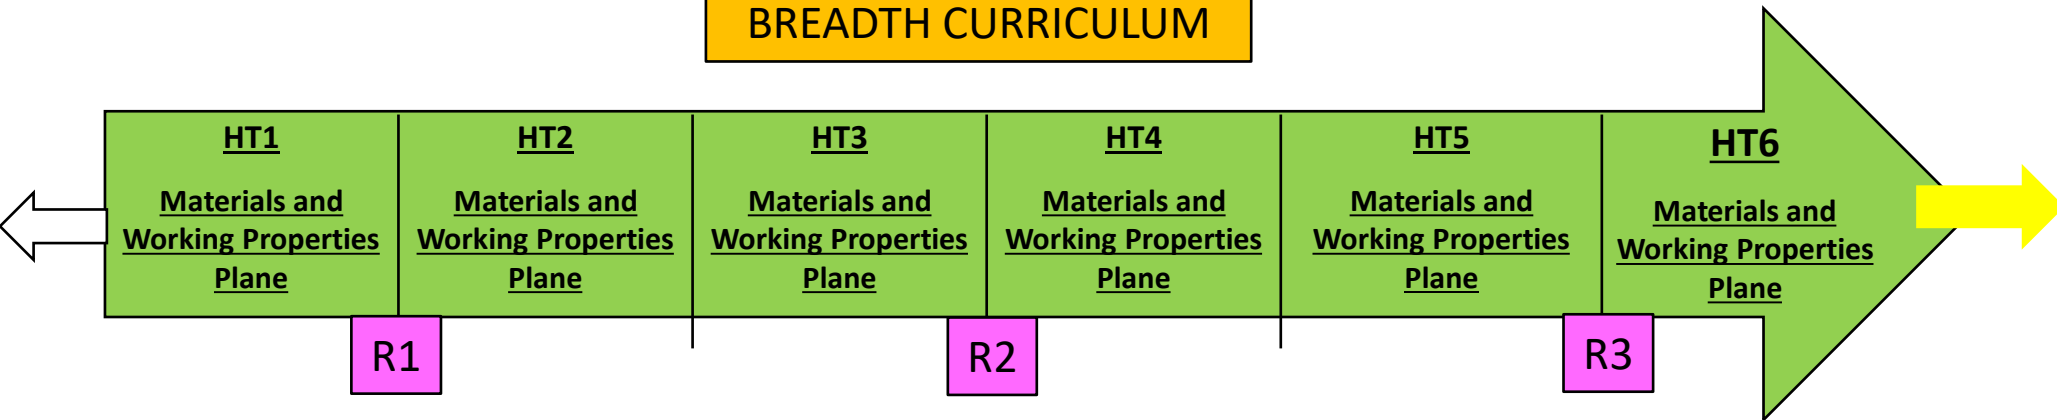 BREADTH CURRICULUM
HT1
Materials and
Working Properties
Plane
HT2
Materials and
Working Properties
Plane
HT3
Materials and
Working Properties
Plane
HT4
Materials and
Working Properties
Plane
HT5
Materials and
Working Properties
Plane
HT6
Materials and
Working Properties
Plane
R1
R2
R3